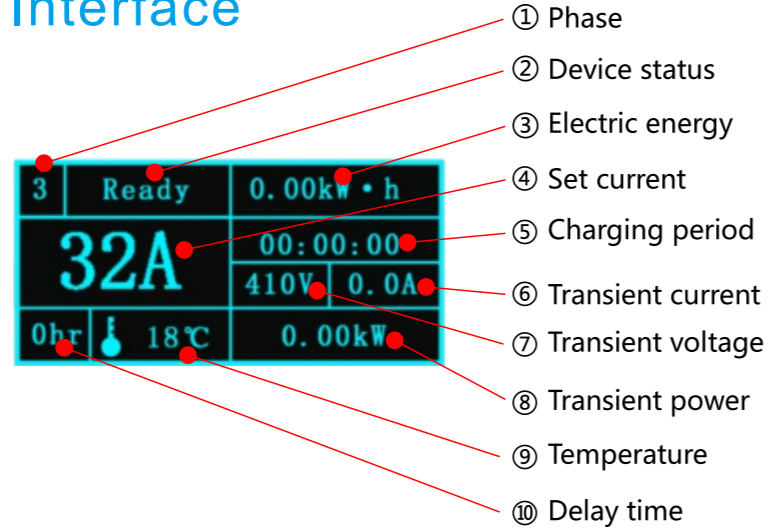 Interface
① Phase
② Device status
③ Electric energy
④ Set current
⑤ Charging period
⑥ Transient current
⑦ Transient voltage
⑧ Transient power
⑨ Temperature
⑩ Delay time
3 Ready 0.00kW•h
32A 00:00:00
410V 0.0A
0hr 18℃ 0.00kW